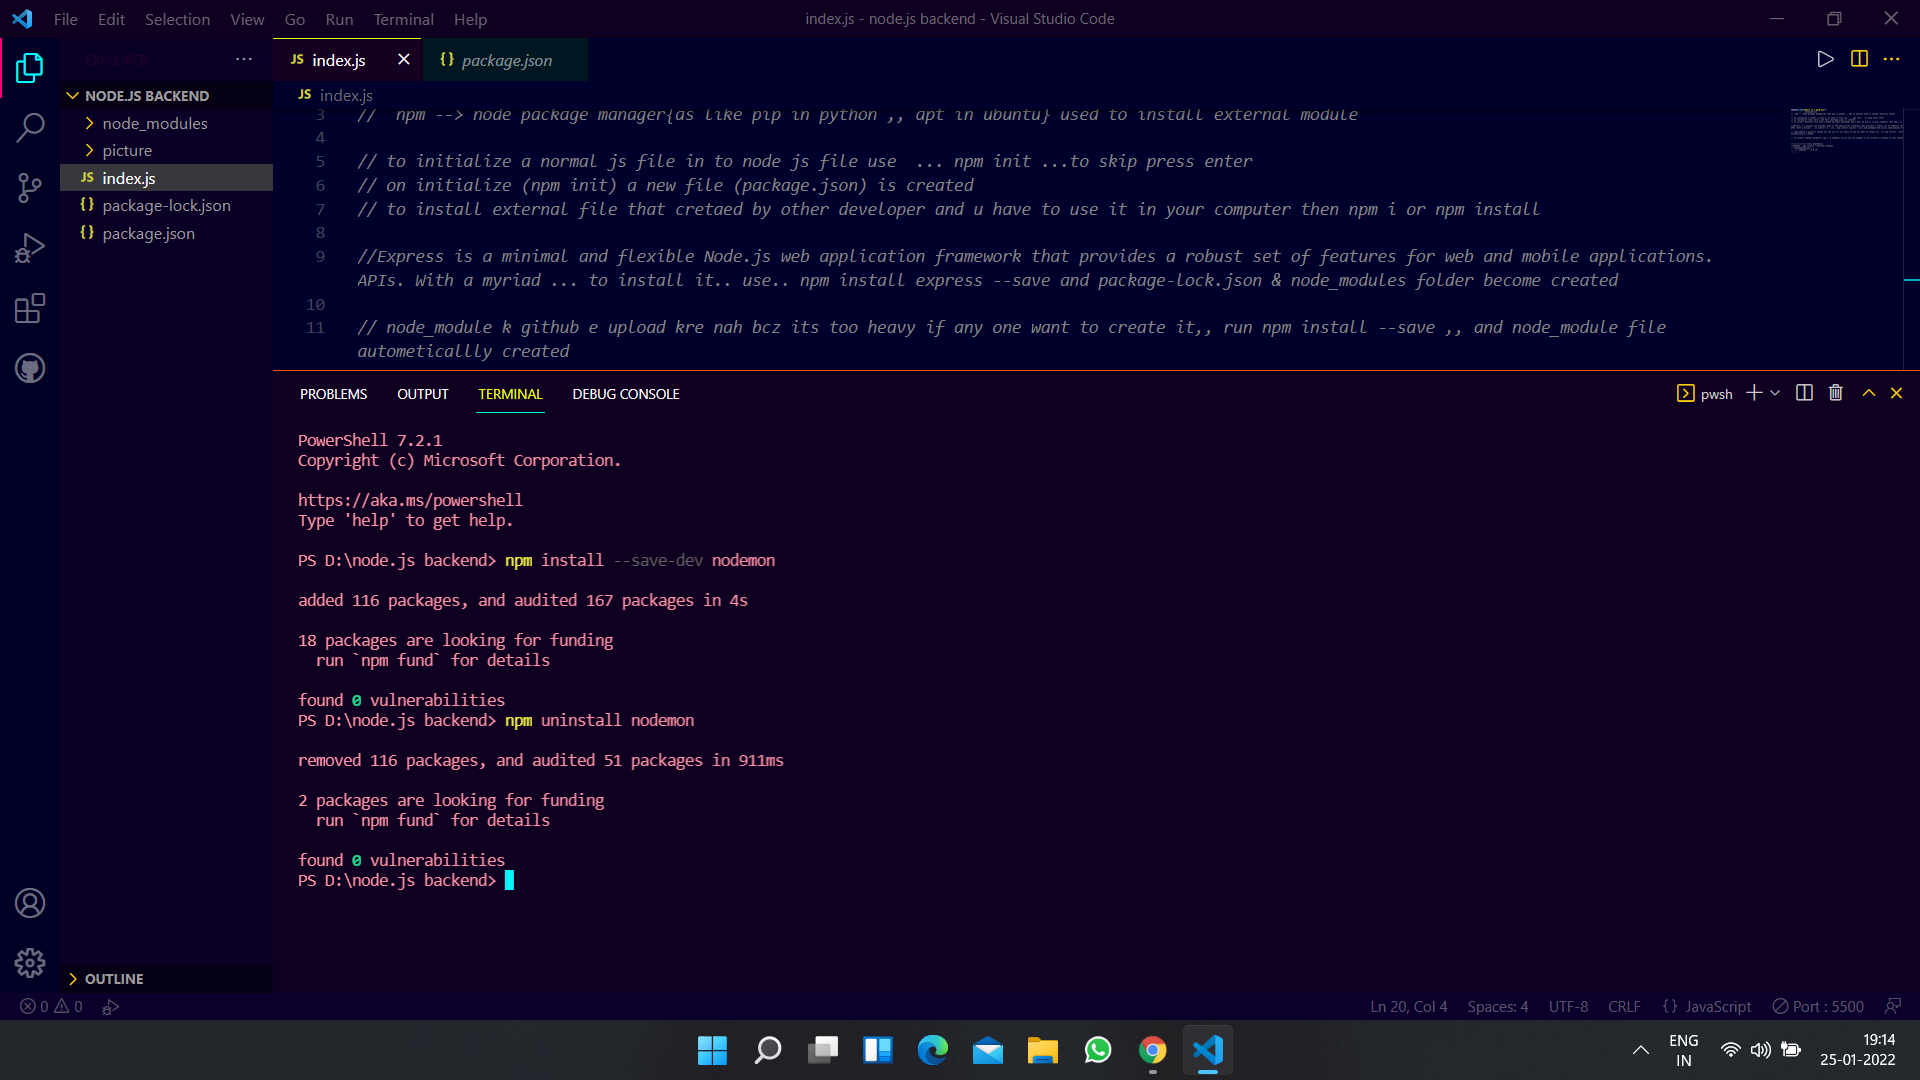 File Edit Selection View Go Run Terminal Help
index.js - node.js backend - Visual Studio Code
EXPLORER
NODE.JS BACKEND
node_modules
picture
JS index.js
{} package-lock.json
{} package.json
OUTLINE
JS index.js
{} package.json
JS index.js
3 // npm --> node package manager{as like pip in python ,, apt in ubuntu} used to install external module
4
5 // to initialize a normal js file in to node js file use ... npm init ...to skip press enter
6 // on initialize (npm init) a new file (package.json) is created
7 // to install external file that cretaed by other developer and u have to use it in your computer then npm i or npm install
8
9 //Express is a minimal and flexible Node.js web application framework that provides a robust set of features for web and mobile applications.
APIs. With a myriad ... to install it.. use.. npm install express --save and package-lock.json & node_modules folder become created
10
11 // node_module k github e upload kre nah bcz its too heavy if any one want to create it,, run npm install --save ,, and node_module file
autometicallly created
PROBLEMS OUTPUT TERMINAL DEBUG CONSOLE
pwsh
PowerShell 7.2.1
Copyright (c) Microsoft Corporation.
https://aka.ms/powershell
Type 'help' to get help.
PS D:\node.js backend> npm install --save-dev nodemon
added 116 packages, and audited 167 packages in 4s
18 packages are looking for funding
run `npm fund` for details
found 0 vulnerabilities
PS D:\node.js backend> npm uninstall nodemon
removed 116 packages, and audited 51 packages in 911ms
2 packages are looking for funding
run `npm fund` for details
found 0 vulnerabilities
PS D:\node.js backend>
0 0
Ln 20, Col 4 Spaces: 4 UTF-8 CRLF {} JavaScript Port : 5500
ENG
IN
19:14
25-01-2022